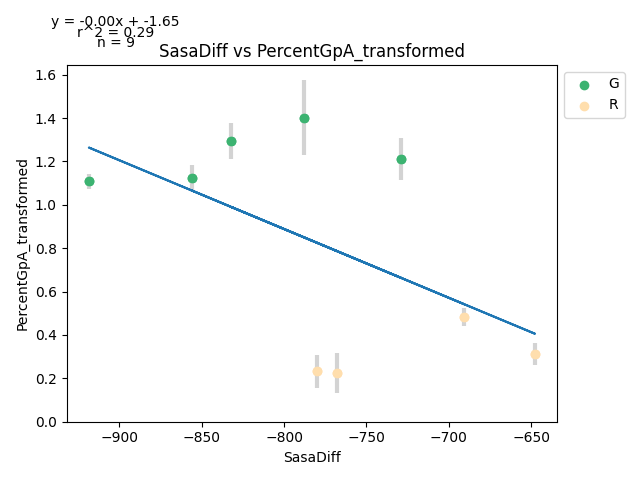 y = -0.00x + -1.65
r^2 = 0.29
n = 9
SasaDiff vs PercentGpA_transformed
G
R
PercentGpA_transformed
1.6
1.4
1.2
1.0
0.8
0.6
0.4
0.2
0.0
−900
−850
−800
−750
−700
−650
SasaDiff